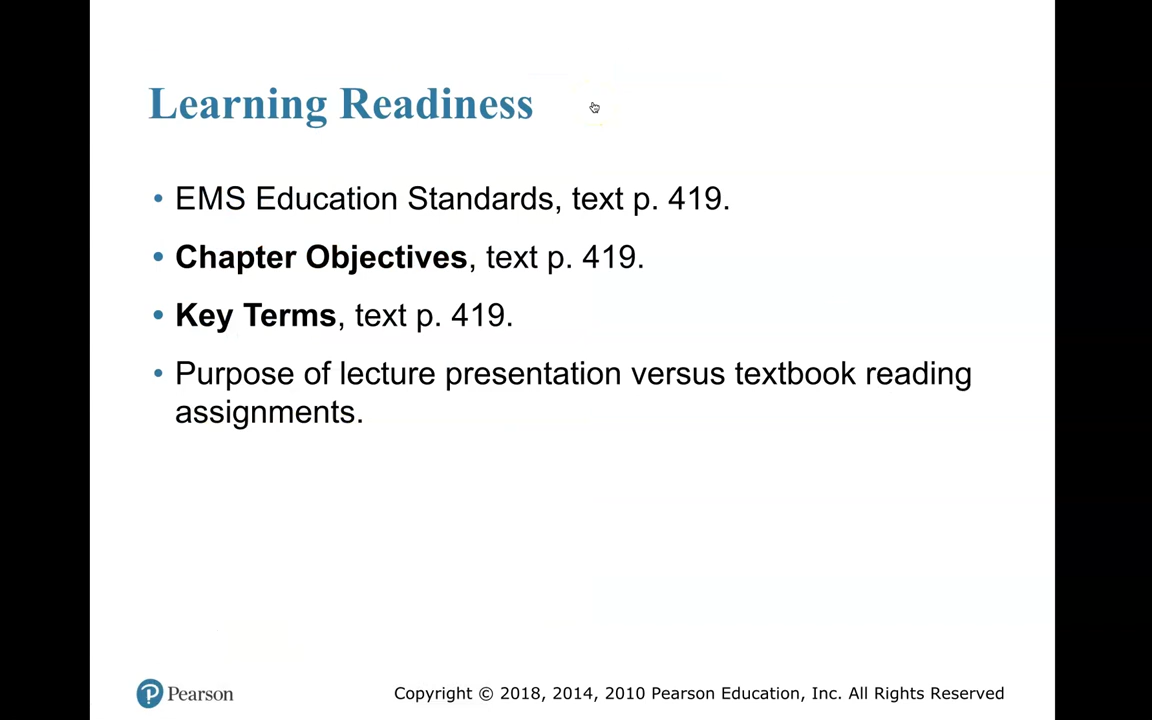 Learning Readiness
• EMS Education Standards, text p. 419.
• Chapter Objectives, text p. 419.
• Key Terms, text p. 419.
• Purpose of lecture presentation versus textbook reading
assignments.
Pearson
Copyright © 2018, 2014, 2010 Pearson Education, Inc. All Rights Reserved